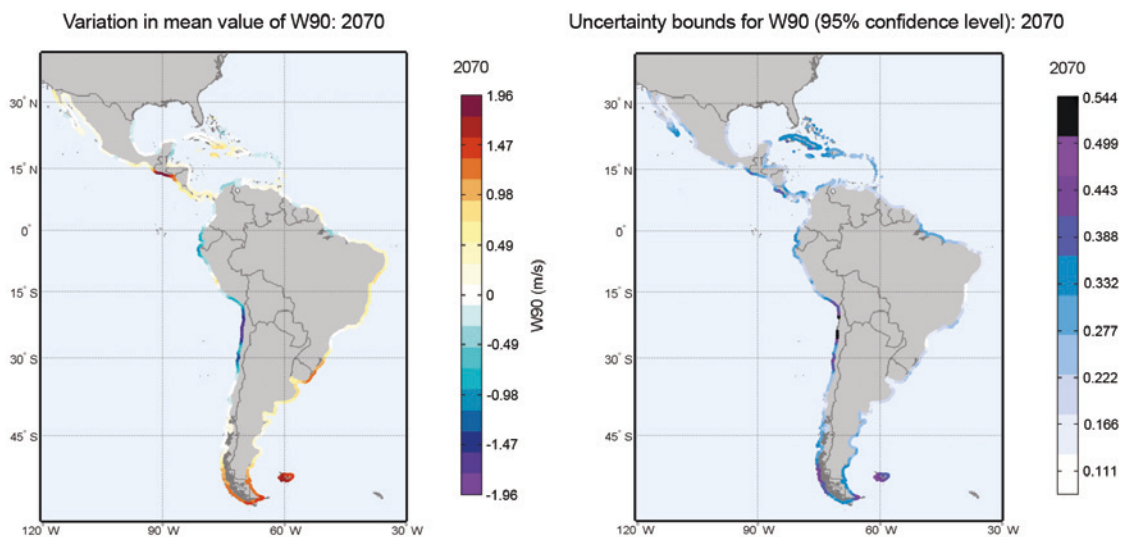 Variation in mean value of W90: 2070
2070
1.96
1.47
0.98
0.49
0
-0.49
-0.98
-1.47
-1.96
W90 (m/s)
30° N
15° N
0°
15° S
30° S
45° S
120 W
90 W
60 W
30 W
Uncertainty bounds for W90 (95% confidence level): 2070
2070
0.544
0.499
0.443
0.388
0.332
0.277
0.222
0.166
0.111
30° N
15° N
0°
15° S
30° S
45° S
120 W
90 W
60 W
30 W